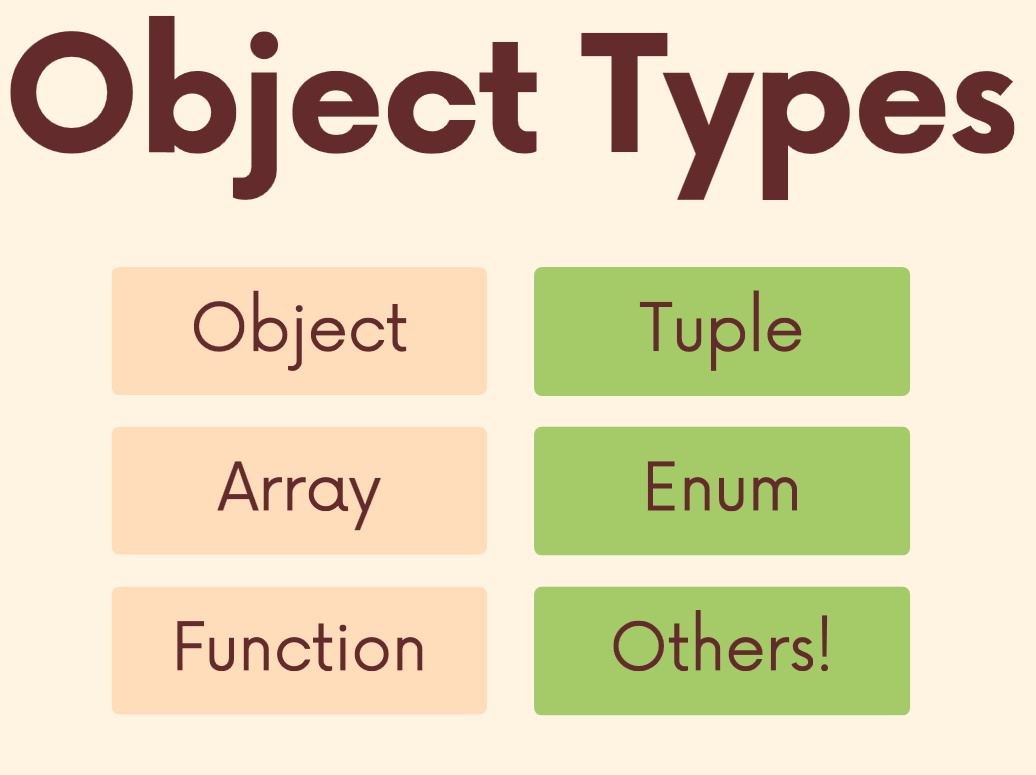 Object Types
Object
Tuple
Array
Enum
Function
Others!